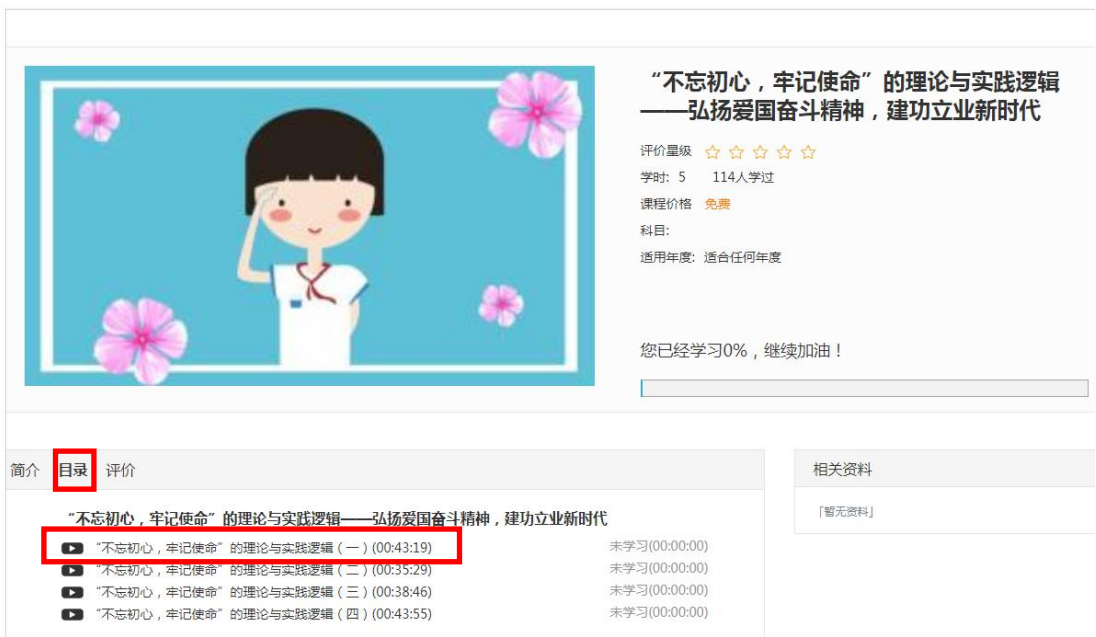 “不忘初心，牢记使命”的理论与实践逻辑
——弘扬爱国奋斗精神，建功立业新时代
评价星级
学时: 5 114人学过
课程价格 免费
科目:
适用年度: 适合任何年度
您已经学习0%，继续加油！
简介 目录 评价
“不忘初心，牢记使命”的理论与实践逻辑——弘扬爱国奋斗精神，建功立业新时代
“不忘初心，牢记使命”的理论与实践逻辑（一）(00:43:19) 未学习(00:00:00)
“不忘初心，牢记使命”的理论与实践逻辑（二）(00:35:29) 未学习(00:00:00)
“不忘初心，牢记使命”的理论与实践逻辑（三）(00:38:46) 未学习(00:00:00)
“不忘初心，牢记使命”的理论与实践逻辑（四）(00:43:55) 未学习(00:00:00)
相关资料
「暂无资料」